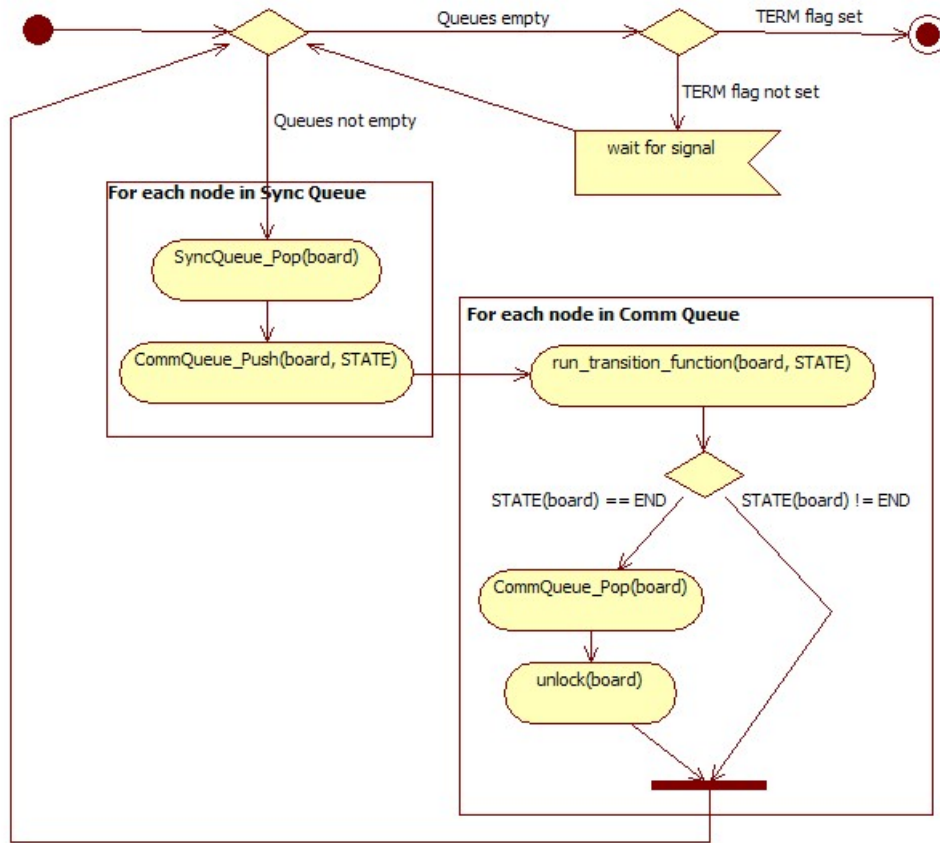 Queues empty
TERM flag set
TERM flag not set
Queues not empty
wait for signal
For each node in Sync Queue
SyncQueue_Pop(board)
CommQueue_Push(board, STATE)
For each node in Comm Queue
run_transition_function(board, STATE)
STATE(board) == END
STATE(board) != END
CommQueue_Pop(board)
unlock(board)